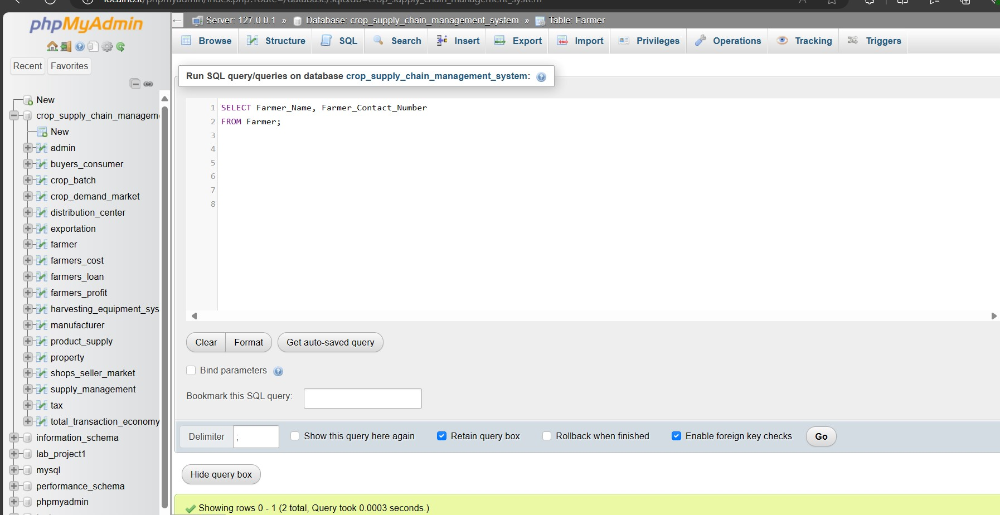 localhost/phpmyadmin/index.php?route=/database/sql&db=crop_supply_chain_management_system
phpMyAdmin
Recent
Favorites
New
crop_supply_chain_managem
New
admin
buyers_consumer
crop_batch
crop_demand_market
distribution_center
exportation
farmer
farmers_cost
farmers_loan
farmers_profit
harvesting_equipment_sys
manufacturer
product_supply
property
shops_seller_market
supply_management
tax
total_transaction_economy
information_schema
lab_project1
mysql
performance_schema
phpmyadmin
← Server: 127.0.0.1 » Database: crop_supply_chain_management_system » Table: Farmer
Browse Structure SQL Search Insert Export Import Privileges Operations Tracking Triggers
Run SQL query/queries on database crop_supply_chain_management_system:
1 SELECT Farmer_Name, Farmer_Contact_Number
2 FROM Farmer;
3
4
5
6
7
8
Clear Format Get auto-saved query
Bind parameters
Bookmark this SQL query:
Delimiter ; Show this query here again Retain query box Rollback when finished Enable foreign key checks Go
Hide query box
Showing rows 0 - 1 (2 total, Query took 0.0003 seconds.)